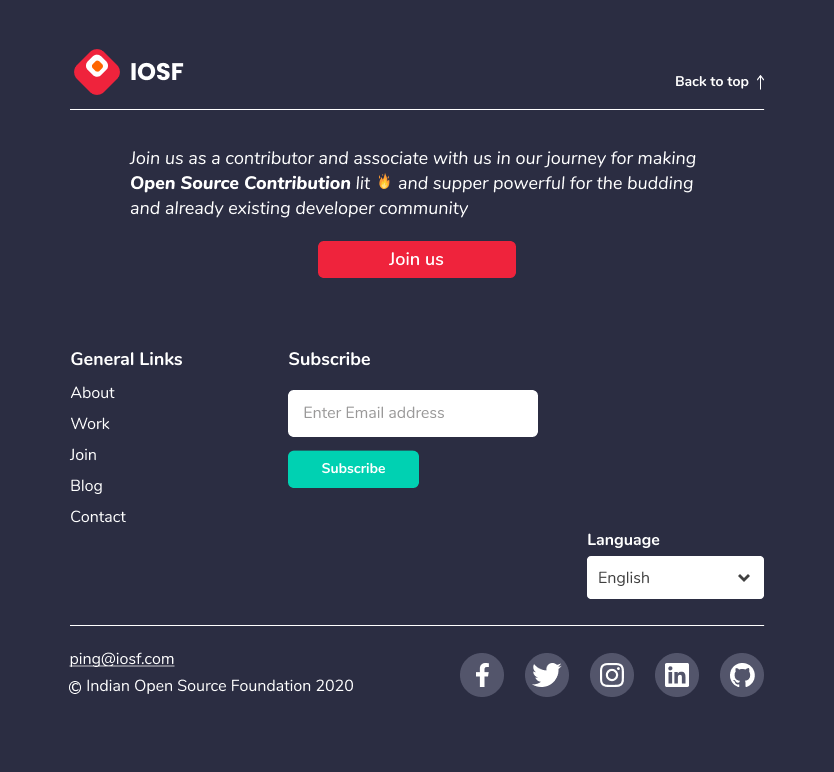 IOSF
Back to top ↑
Join us as a contributor and associate with us in our journey for making
Open Source Contribution lit 🔥 and supper powerful for the budding
and already existing developer community
Join us
General Links
About
Work
Join
Blog
Contact
Subscribe
Enter Email address
Subscribe
Language
English
ping@iosf.com
© Indian Open Source Foundation 2020